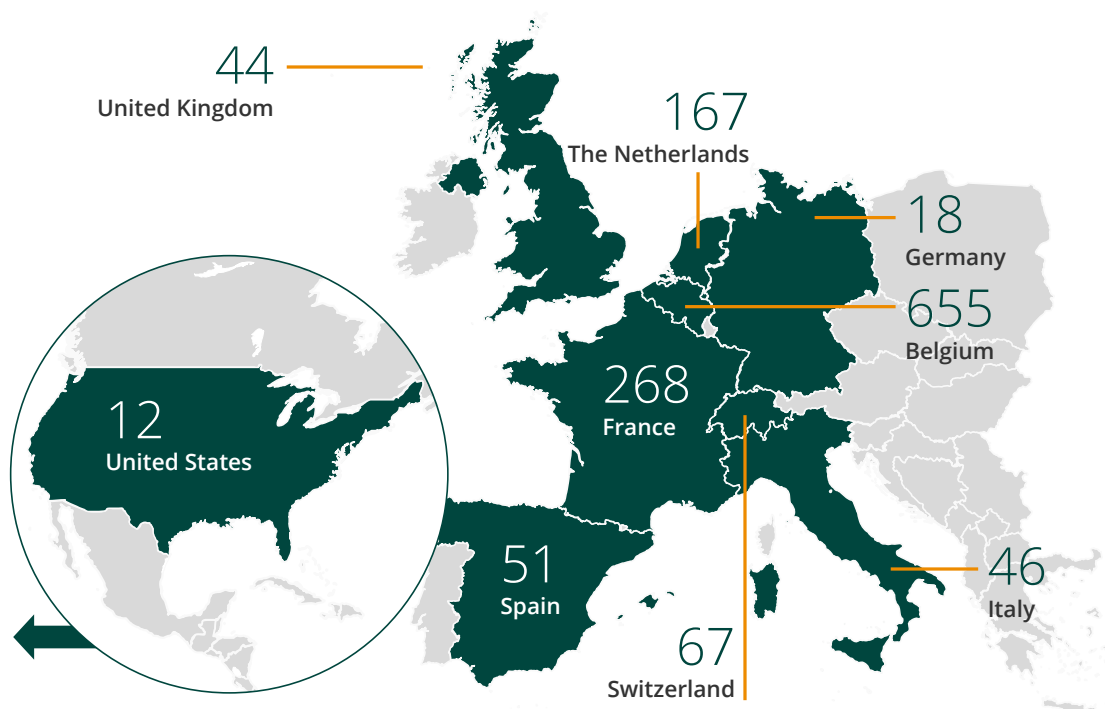 44
United Kingdom
167
The Netherlands
18
Germany
655
Belgium
268
France
12
United States
51
Spain
46
Italy
67
Switzerland